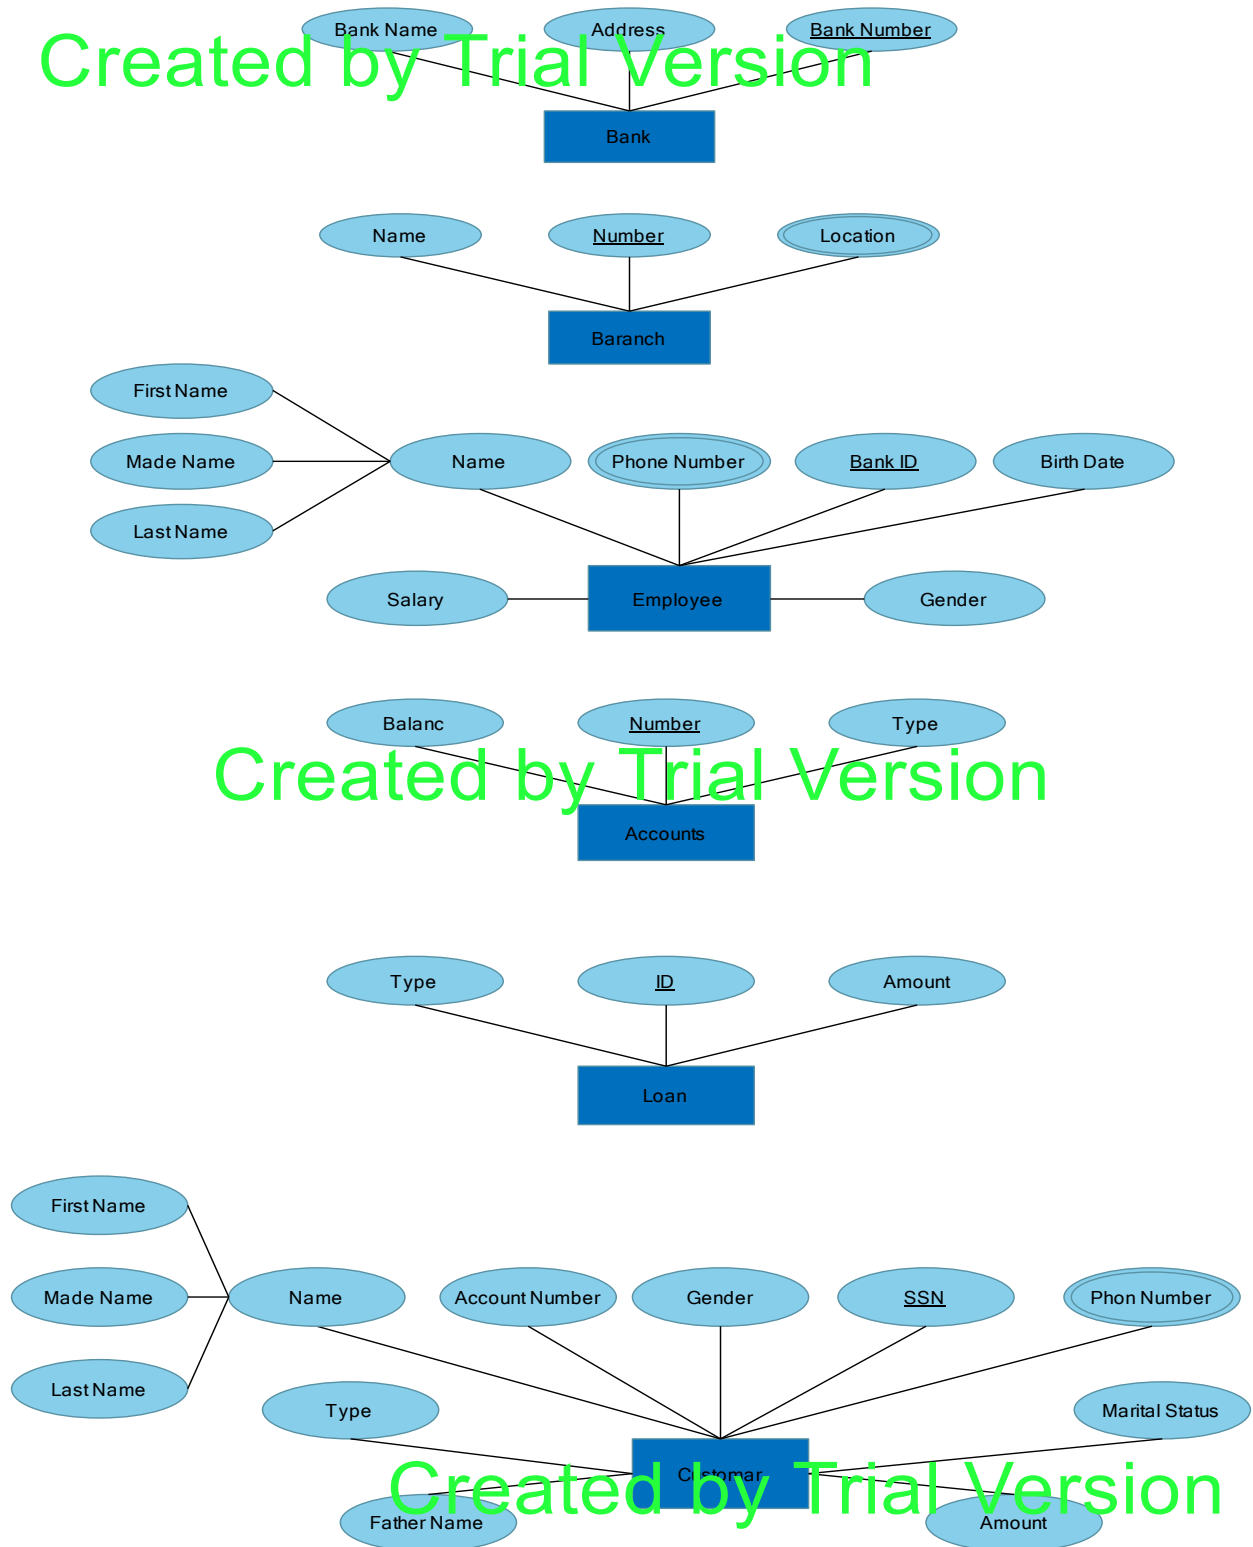 Bank Name
Address
Bank Number
Created by Trial Version
Bank
Name
Number
Location
Baranch
First Name
Made Name
Name
Phone Number
Bank ID
Birth Date
Last Name
Salary
Employee
Gender
Balanc
Number
Type
Created by Trial Version
Accounts
Type
ID
Amount
Loan
First Name
Made Name
Name
Account Number
Gender
SSN
Phon Number
Last Name
Type
Marital Status
Customar
Created by Trial Version
Father Name
Amount